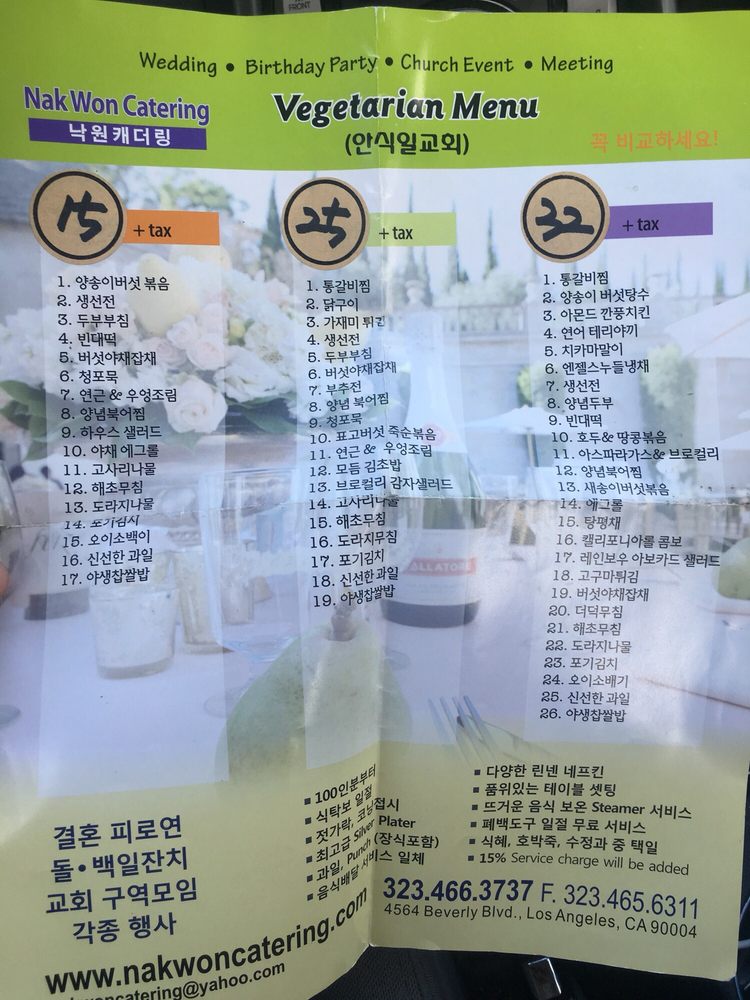 FRONT
Wedding • Birthday Party • Church Event • Meeting
Nak Won Catering
낙원캐더링
Vegetarian Menu
(안식일교회)
꼭 비교하세요!
15 + tax
1. 양송이버섯 볶음
2. 생선전
3. 두부부침
4. 빈대떡
5. 버섯야채잡채
6. 청포묵
7. 연근 & 우엉조림
8. 양념북어찜
9. 하우스 샐러드
10. 야채 에그롤
11. 고사리나물
12. 해초무침
13. 도라지나물
14. 포기김치
15. 오이소백이
16. 신선한 과일
17. 야생찹쌀밥
25 + tax
1. 통갈비찜
2. 닭구이
3. 가재미 튀긴
4. 생선전
5. 두부부침
6. 버섯야채잡채
7. 부추전
8. 양념 북어찜
9. 청포묵
10. 표고버섯 죽순볶음
11. 연근 & 우엉조림
12. 모듬 김초밥
13. 브로컬리 감자샐러드
14. 고사리나물
15. 해초무침
16. 도라지무침
17. 포기김치
18. 신선한 과일
19. 야생찹쌀밥
32 + tax
1. 통갈비찜
2. 양송이 버섯탕수
3. 아몬드 깐풍치킨
4. 연어 테리야끼
5. 치카마말이
6. 엔젤스누들냉채
7. 생선전
8. 양념두부
9. 빈대떡
10. 호두& 땅콩볶음
11. 아스파라가스& 브로컬리
12. 양념북어찜
13. 새송이버섯볶음
14. 에그롤
15. 탕평채
16. 캘리포니아롤 콤보
17. 레인보우 아보카드 샐러드
18. 고구마튀김
19. 버섯야채잡채
20. 더덕무침
21. 해초무침
22. 도라지나물
23. 포기김치
24. 오이소배기
25. 신선한 과일
26. 야생찹쌀밥
결혼 피로연
돌 • 백일잔치
교회 구역모임
각종 행사
▪ 100인분부터
▪ 식탁보 일절
▪ 젓가락, 코닝접시
▪ 최고급 Silver Plater
▪ 과일, Punch (장식포함)
▪ 음식배달 서비스 일체
▪ 다양한 린넨 네프킨
▪ 품위있는 테이블 셋팅
▪ 뜨거운 음식 보온 Steamer 서비스
▪ 폐백도구 일절 무료 서비스
▪ 식혜, 호박죽, 수정과 중 택일
▪ 15% Service charge will be added
323.466.3737 F. 323.465.6311
4564 Beverly Blvd., Los Angeles, CA 90004
www.nakwoncatering.com
woncatering@yahoo.com